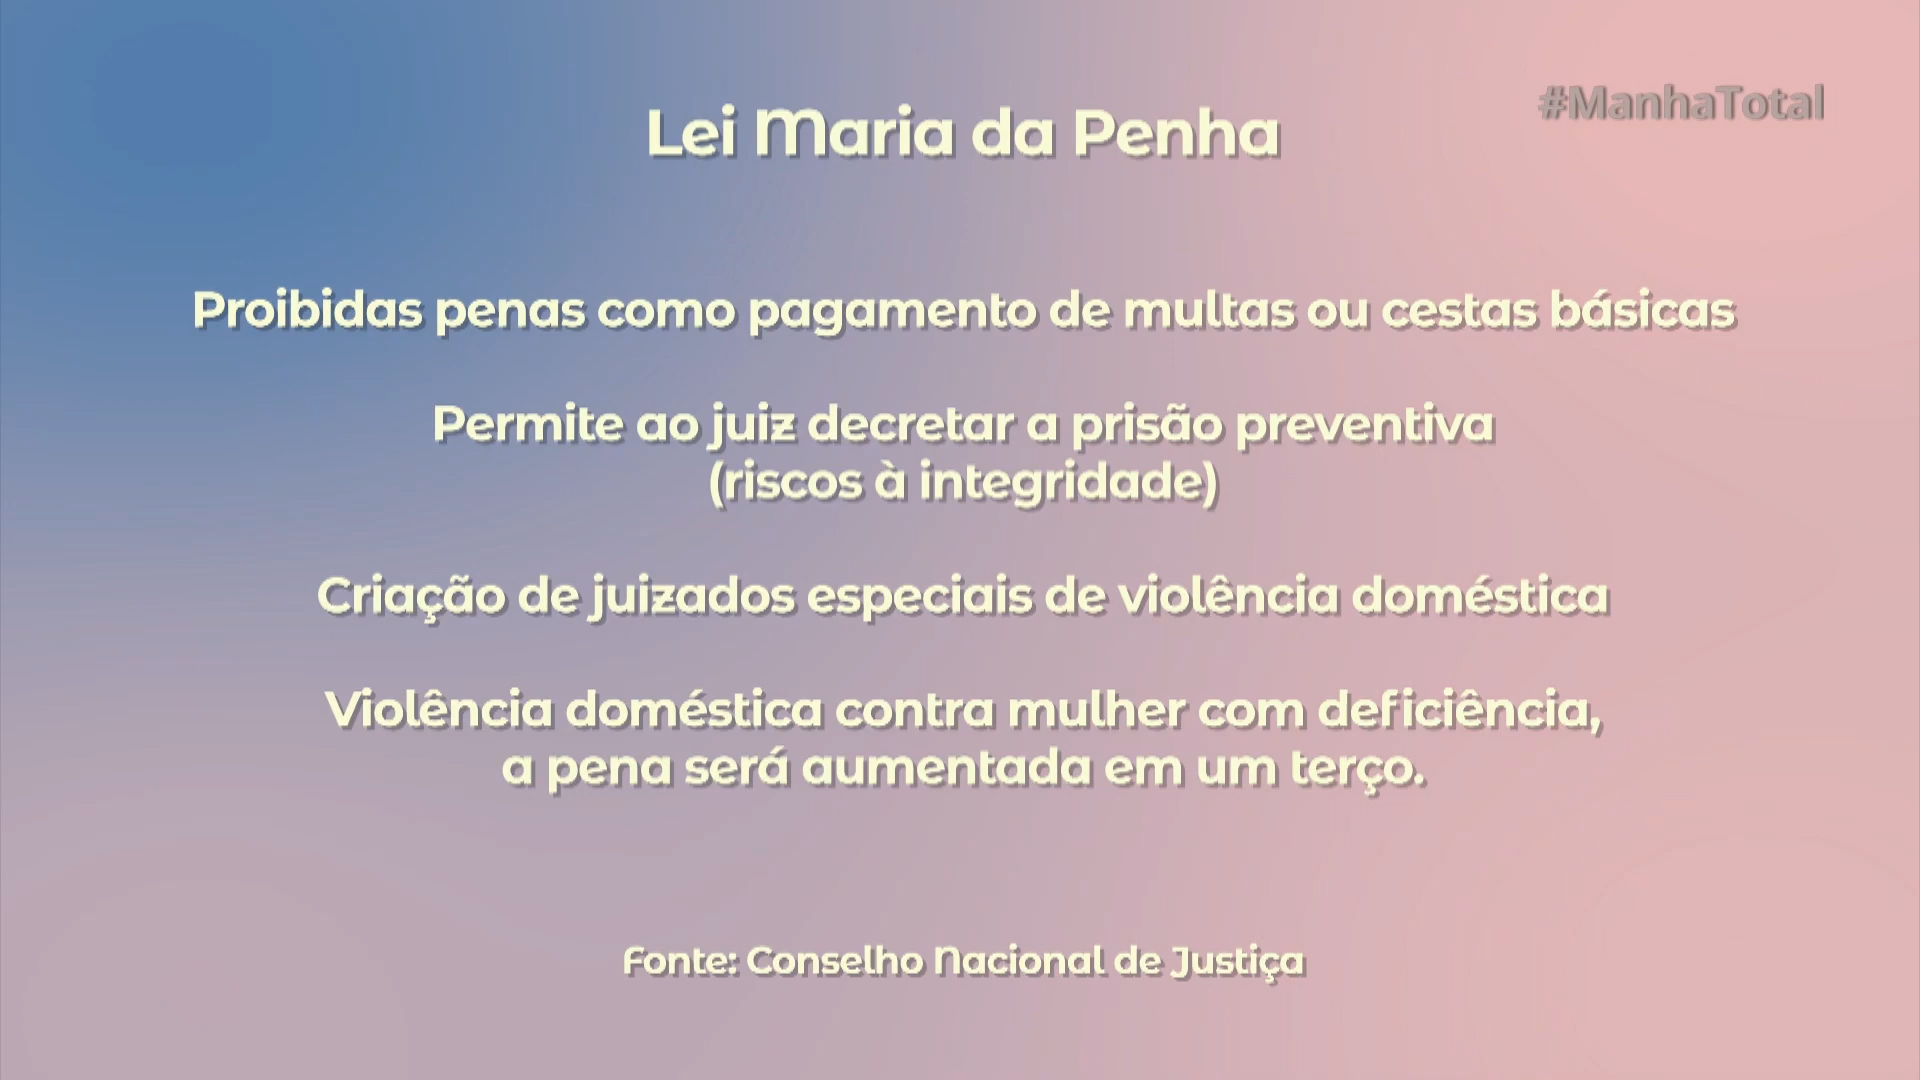 #ManhaTotal
Lei Maria da Penha
Proibidas penas como pagamento de multas ou cestas básicas
Permite ao juiz decretar a prisão preventiva
(riscos à integridade)
Criação de juizados especiais de violência doméstica
Violência doméstica contra mulher com deficiência,
a pena será aumentada em um terço.
Fonte: Conselho Nacional de Justiça